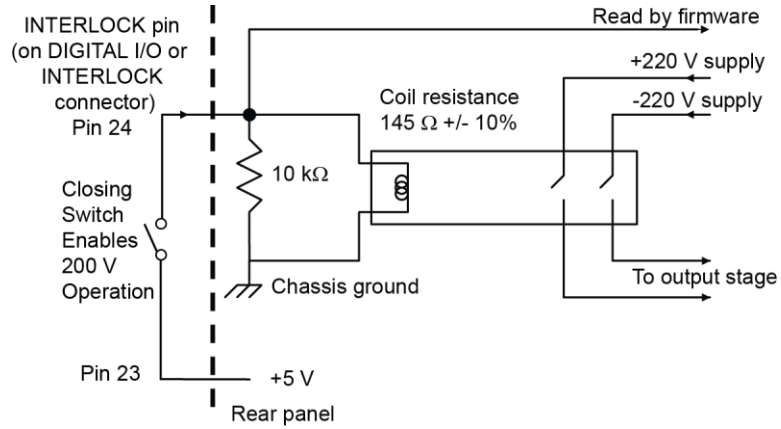 INTERLOCK pin
(on DIGITAL I/O or
INTERLOCK
connector)
Pin 24
Read by firmware
+220 V supply
-220 V supply
Coil resistance
145 Ω +/- 10%
10 kΩ
Closing
Switch
Enables
200 V
Operation
Chassis ground
To output stage
Pin 23
+5 V
Rear panel